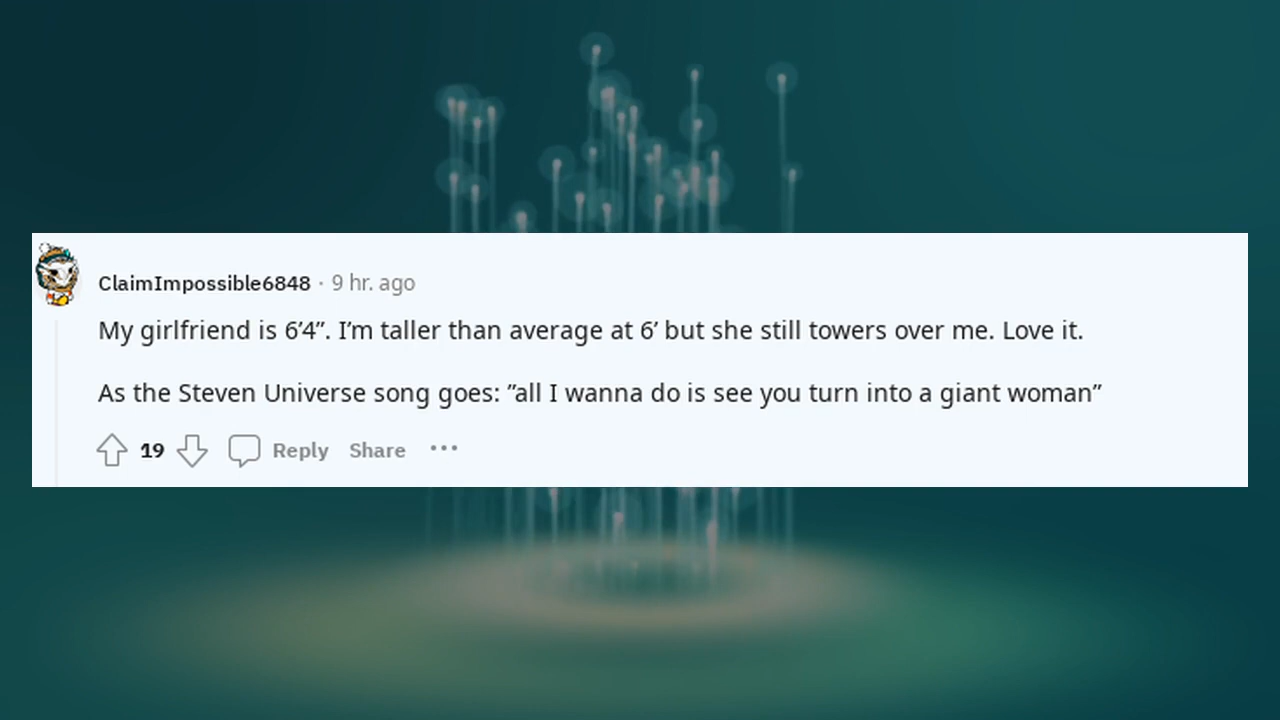 ClaimImpossible6848 · 9 hr. ago
My girlfriend is 6’4”. I’m taller than average at 6’ but she still towers over me. Love it.
As the Steven Universe song goes: ”all I wanna do is see you turn into a giant woman”
19 Reply Share •••